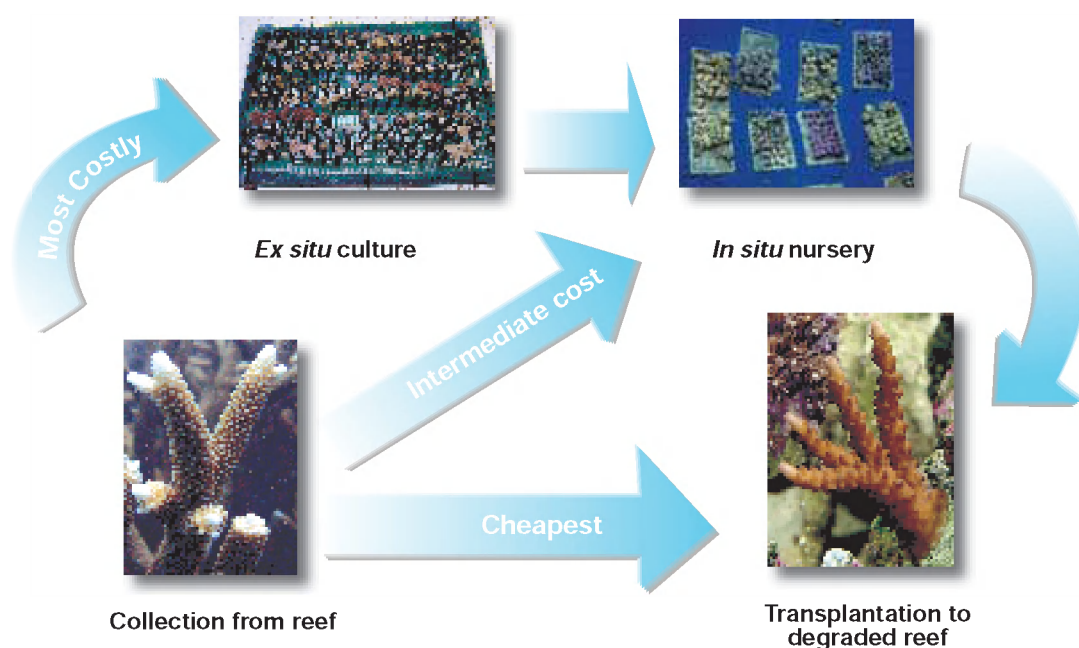 Most Costly
Ex situ culture
In situ nursery
Intermediate cost
Cheapest
Collection from reef
Transplantation to
degraded reef